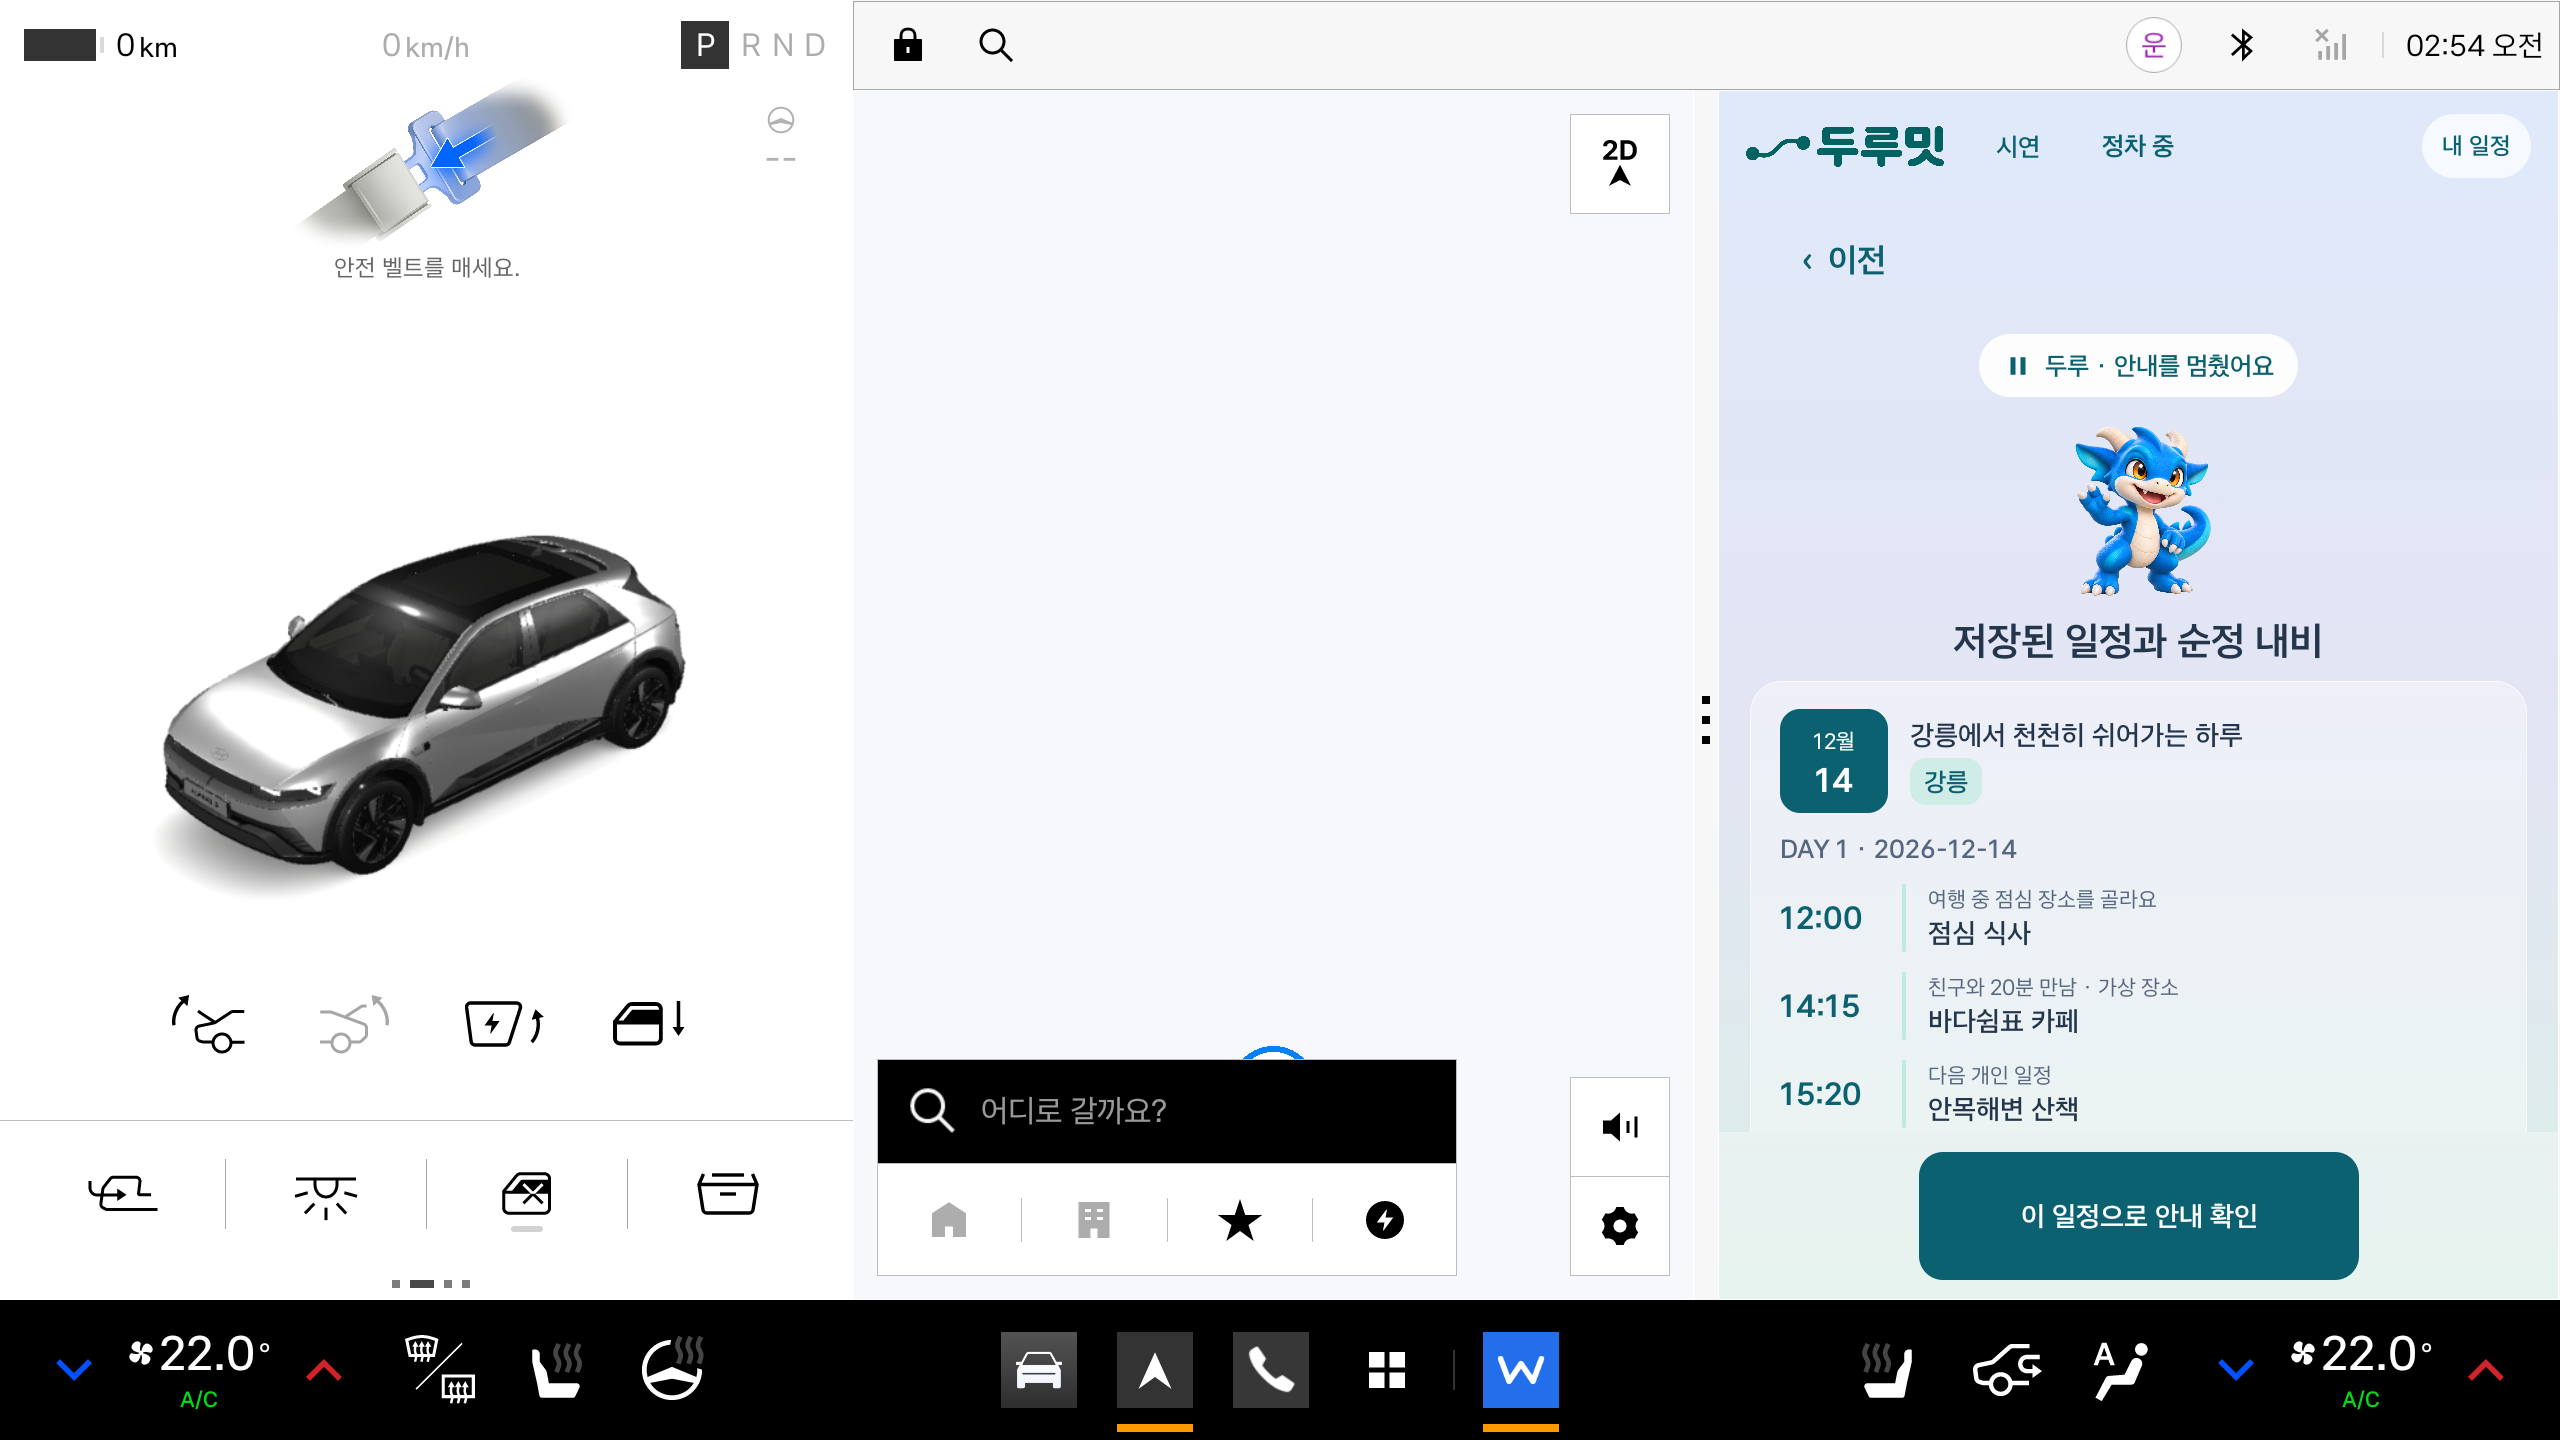 0 km
0 km/h
P R N D
안전 벨트를 매세요.
운
02:54 오전
2D
어디로 갈까요?
두루밋
시연
정차 중
내 일정
‹ 이전
두루 · 안내를 멈췄어요
저장된 일정과 순정 내비
12월
14
강릉에서 천천히 쉬어가는 하루
강릉
DAY 1 · 2026-12-14
12:00
여행 중 점심 장소를 골라요
점심 식사
14:15
친구와 20분 만남 · 가상 장소
바다쉼표 카페
15:20
다음 개인 일정
안목해변 산책
이 일정으로 안내 확인
22.0°
A/C
A
22.0°
A/C